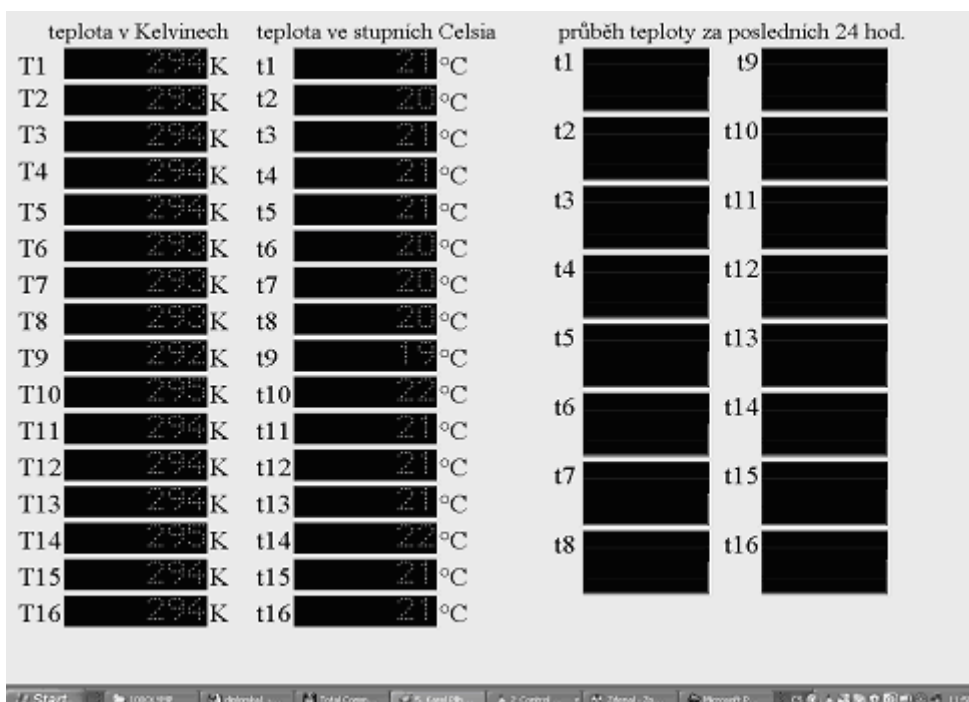 teplota v Kelvinech teplota ve stupních Celsia průběh teploty za posledních 24 hod.
T1 294 K t1 21 °C t1 t9
T2 293 K t2 20 °C
T3 294 K t3 21 °C t2 t10
T4 294 K t4 21 °C
T5 294 K t5 21 °C t3 t11
T6 293 K t6 20 °C
T7 293 K t7 20 °C t4 t12
T8 293 K t8 20 °C
T9 292 K t9 19 °C t5 t13
T10 295 K t10 22 °C
T11 294 K t11 21 °C t6 t14
T12 294 K t12 21 °C
T13 294 K t13 21 °C t7 t15
T14 295 K t14 22 °C t8 t16
T15 294 K t15 21 °C
T16 294 K t16 21 °C
Start